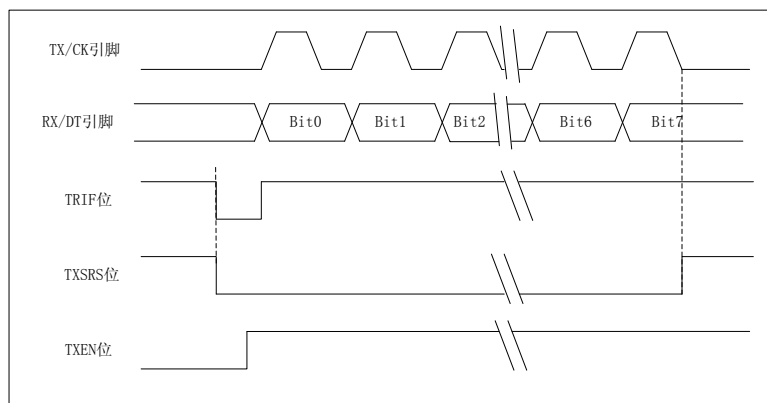 TX/CK引脚
RX/DT引脚
Bit0 Bit1 Bit2 Bit6 Bit7
TRIF位
TXSRS位
TXEN位